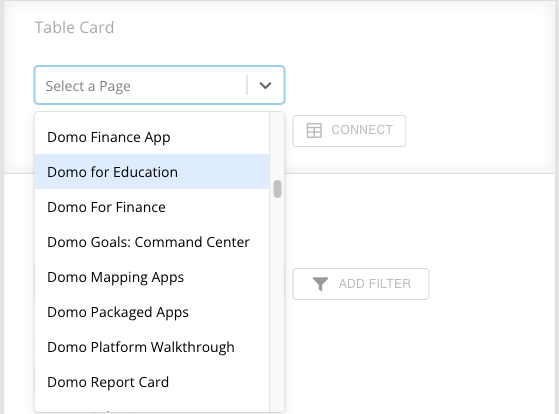 Table Card
Select a Page
CONNECT
Domo Finance App
Domo for Education
Domo For Finance
Domo Goals: Command Center
Domo Mapping Apps
ADD FILTER
Domo Packaged Apps
Domo Platform Walkthrough
Domo Report Card